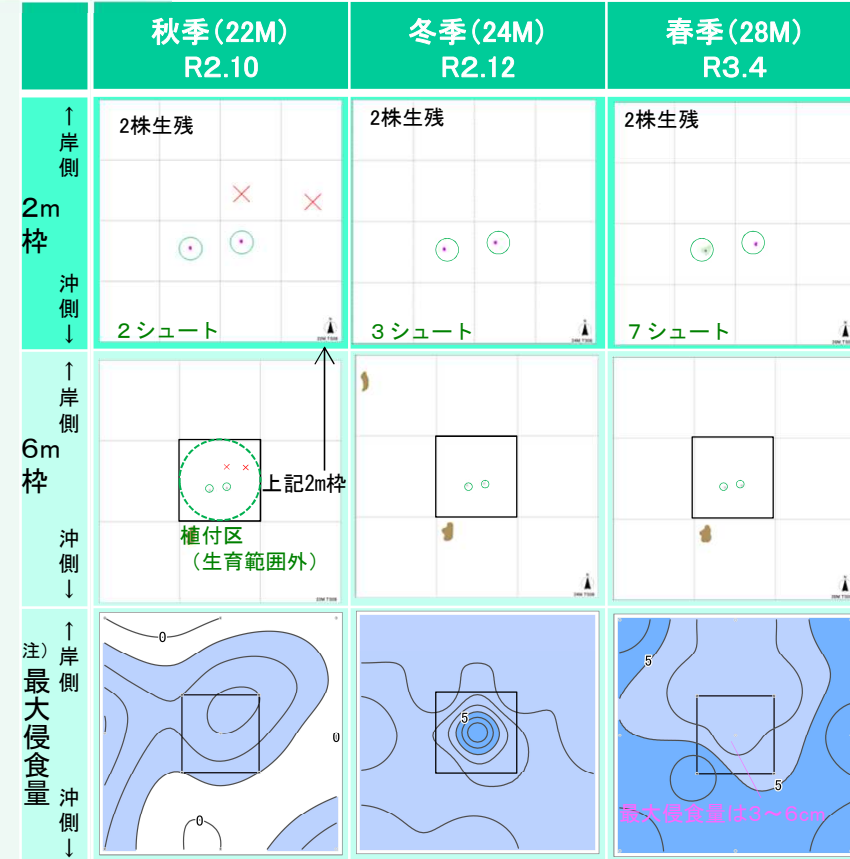 秋季（22M）
R2.10
冬季（24M）
R2.12
春季（28M）
R3.4
↑岸側
2m枠
沖側↓
2株生残
2シュート
2株生残
3シュート
2株生残
7シュート
↑岸側
6m枠
沖側↓
上記2m枠
植付区
（生育範囲外）
↑岸側
注）最大侵食量
沖側↓
0
0
0
5
5
5
最大侵食量は3～6cm